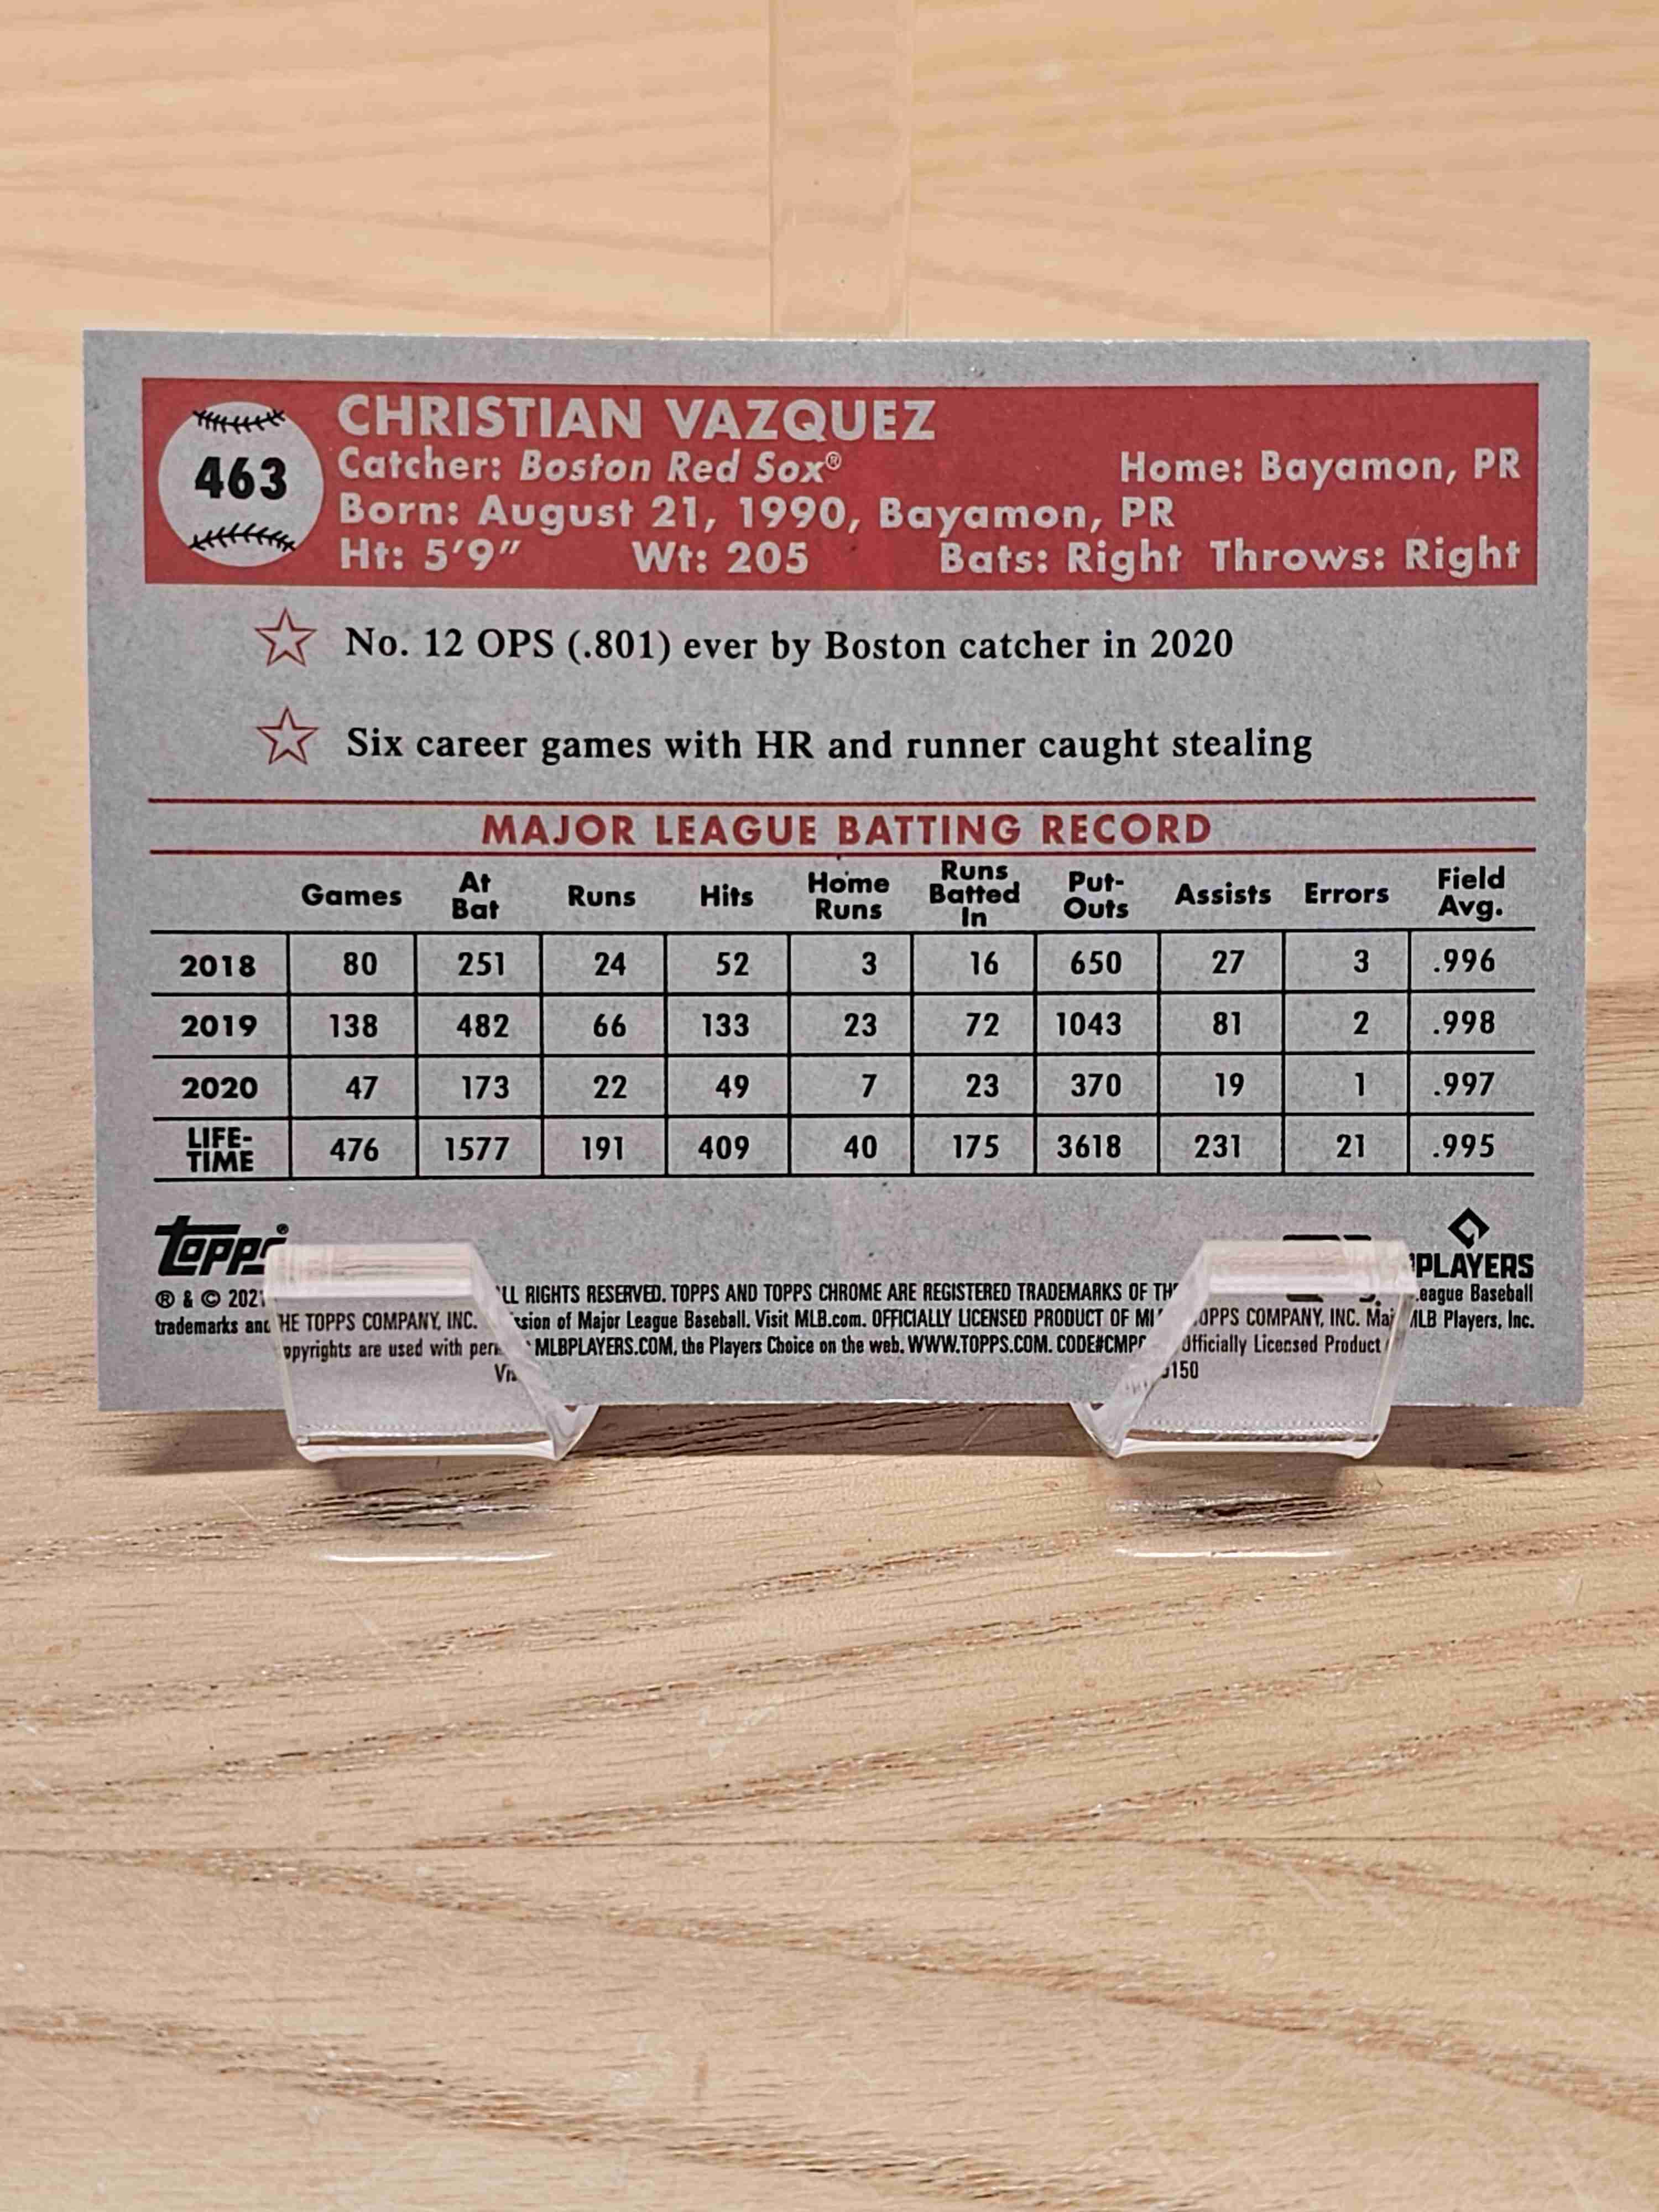 463
CHRISTIAN VAZQUEZ
Catcher: Boston Red Sox® Home: Bayamon, PR
Born: August 21, 1990, Bayamon, PR
Ht: 5'9" Wt: 205 Bats: Right Throws: Right
☆ No. 12 OPS (.801) ever by Boston catcher in 2020
☆ Six career games with HR and runner caught stealing
MAJOR LEAGUE BATTING RECORD
Games At Bat Runs Hits Home Runs Runs Batted In Put-Outs Assists Errors Field Avg.
2018 80 251 24 52 3 16 650 27 3 .996
2019 138 482 66 133 23 72 1043 81 2 .998
2020 47 173 22 49 7 23 370 19 1 .997
LIFE-TIME 476 1577 191 409 40 175 3618 231 21 .995
topps®
PLAYERS
® & © 2021 THE TOPPS COMPANY, INC. ALL RIGHTS RESERVED. TOPPS AND TOPPS CHROME ARE REGISTERED TRADEMARKS OF THE TOPPS COMPANY, INC. League Baseball
trademarks and copyrights are used with permission of Major League Baseball. Visit MLB.com. OFFICIALLY LICENSED PRODUCT OF Officially Licensed Product MLB Players, Inc.
MLBPLAYERS.COM, the Players Choice on the web. WWW.TOPPS.COM.